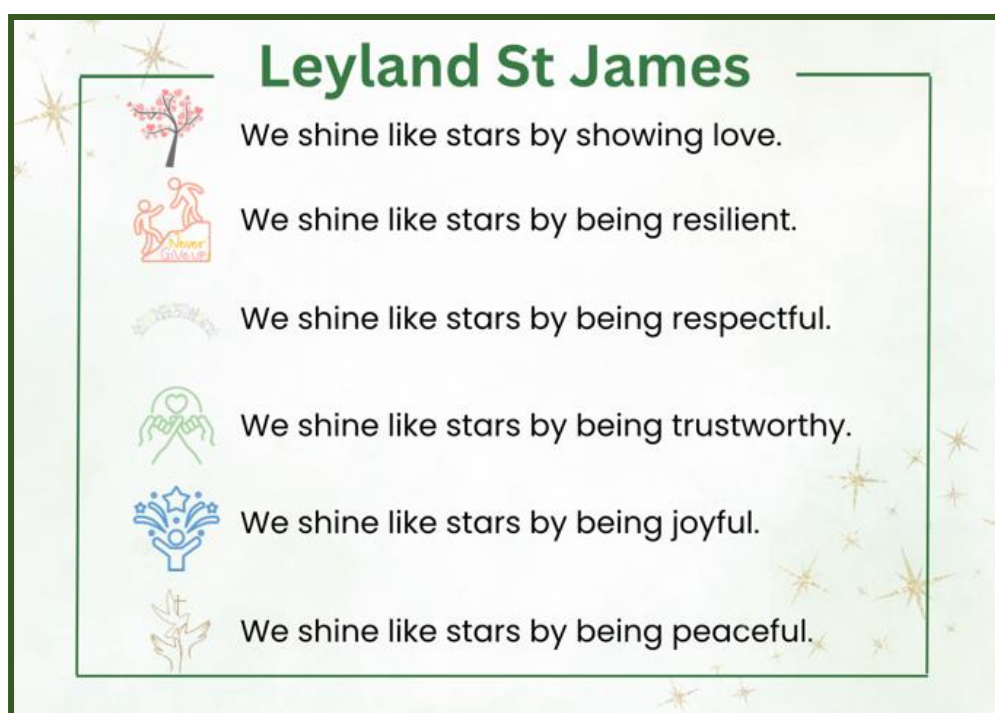 Leyland St James
We shine like stars by showing love.
We shine like stars by being resilient.
Never
GiVe UP
We shine like stars by being respectful.
We shine like stars by being trustworthy.
We shine like stars by being joyful.
We shine like stars by being peaceful.